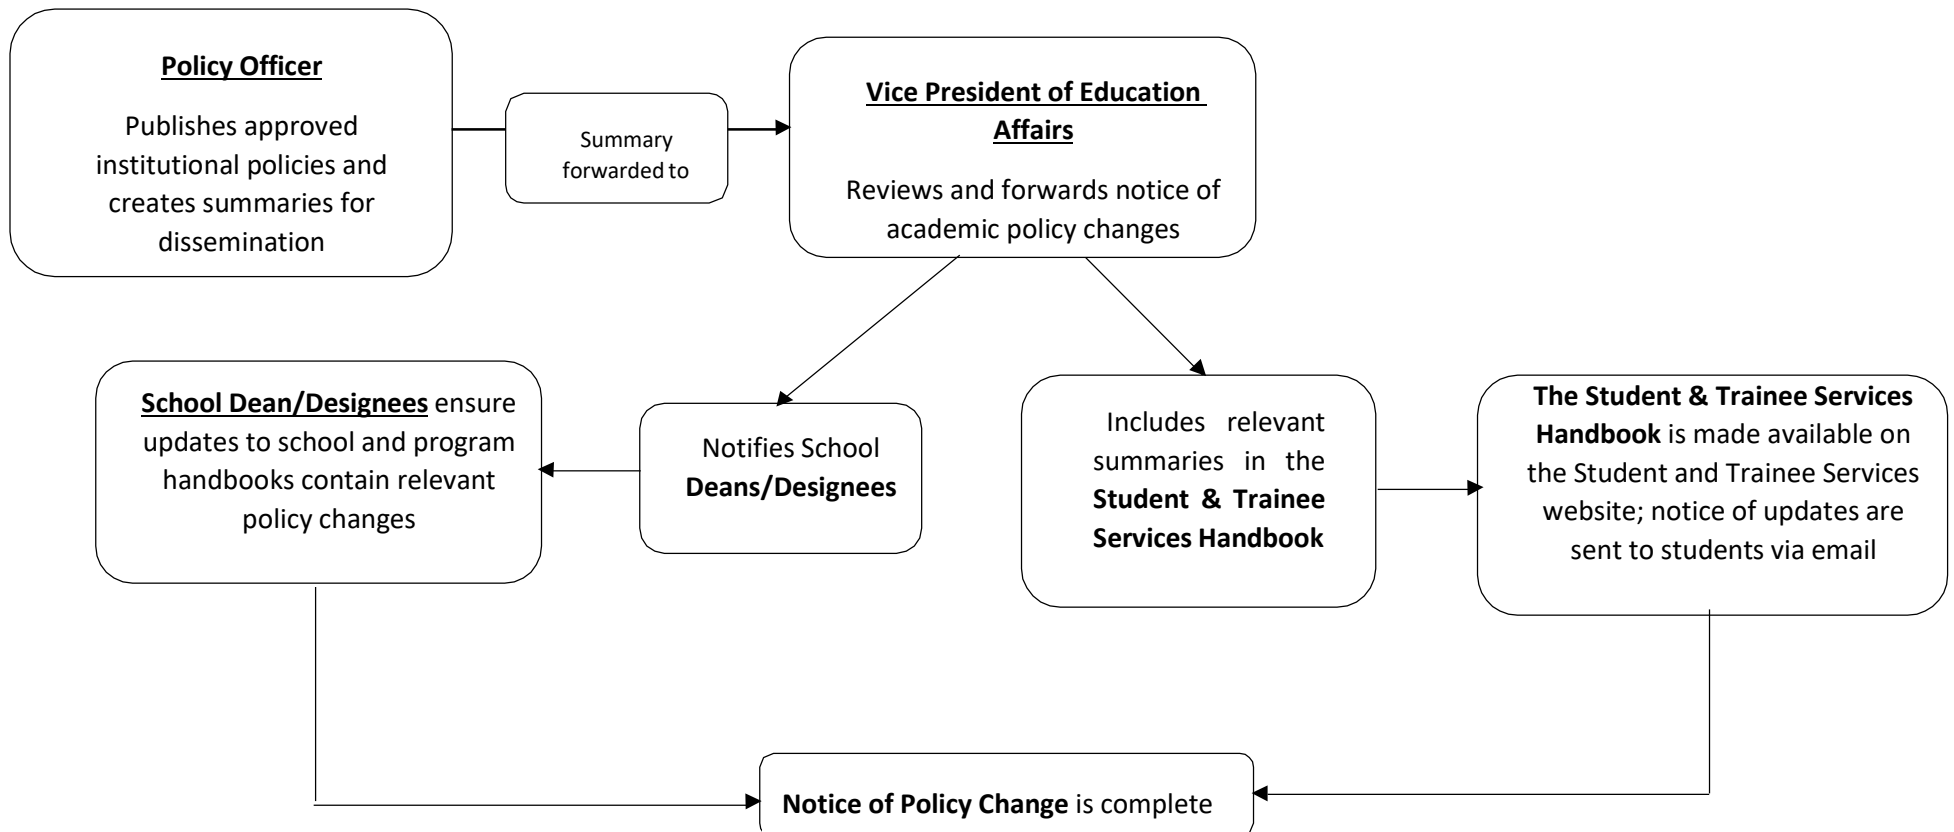 Policy Officer
Publishes approved
institutional policies and
creates summaries for
dissemination
Summary
forwarded to
Vice President of Education
Affairs
Reviews and forwards notice of
academic policy changes
School Dean/Designees ensure
updates to school and program
handbooks contain relevant
policy changes
Notifies School
Deans/Designees
Includes relevant
summaries in the
Student & Trainee
Services Handbook
The Student & Trainee Services
Handbook is made available on
the Student and Trainee Services
website; notice of updates are
sent to students via email
Notice of Policy Change is complete